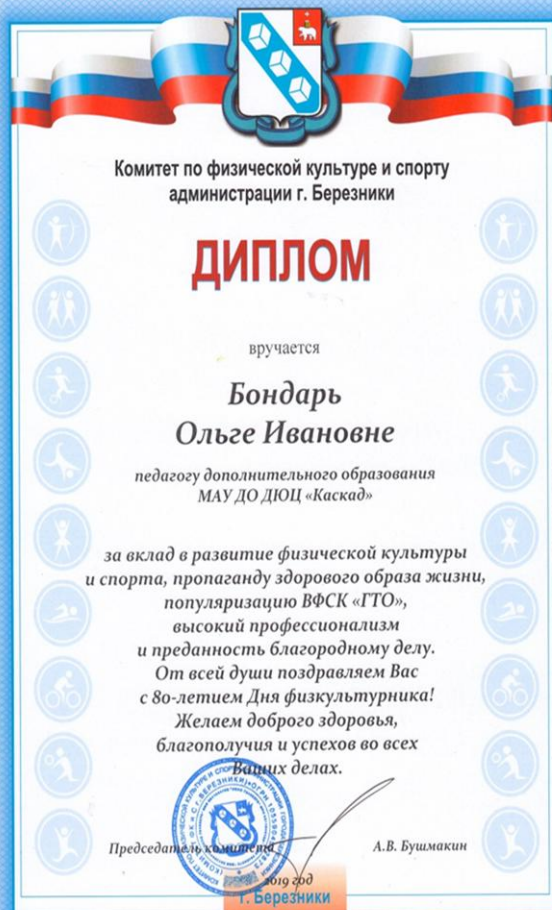 Комитет по физической культуре и спорту
администрации г. Березники
ДИПЛОМ
вручается
Бондарь
Ольге Ивановне
педагогу дополнительного образования
МАУ ДО ДЮЦ «Каскад»
за вклад в развитие физической культуры
и спорта, пропаганду здорового образа жизни,
популяризацию ВФСК «ГТО»,
высокий профессионализм
и преданность благородному делу.
От всей души поздравляем Вас
с 80-летием Дня физкультурника!
Желаем доброго здоровья,
благополучия и успехов во всех
Ваших делах.
Председатель комитета
А.В. Бушмакин
2019 год
г. Березники